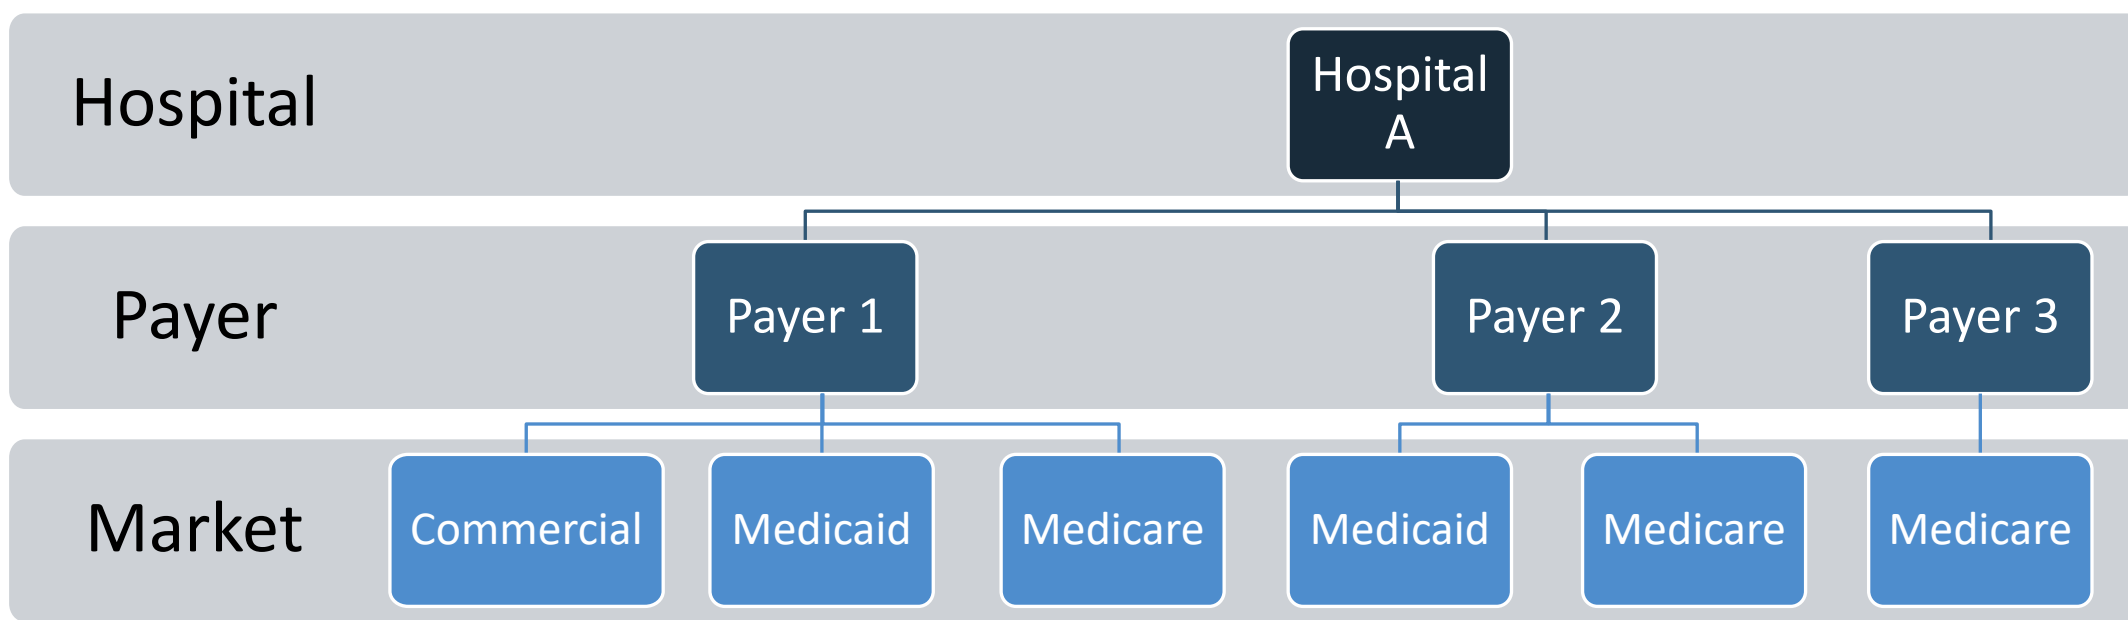 Hospital
Hospital
A
Payer
Payer 1
Payer 2
Payer 3
Market
Commercial
Medicaid
Medicare
Medicaid
Medicare
Medicare